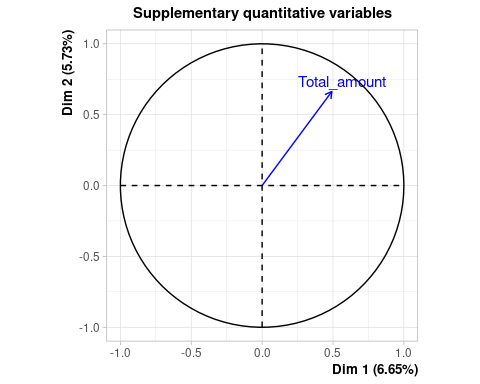 Supplementary quantitative variables
Dim 2 (5.73%)
1.0
0.5
0.0
-0.5
-1.0
Total_amount
-1.0 -0.5 0.0 0.5 1.0
Dim 1 (6.65%)